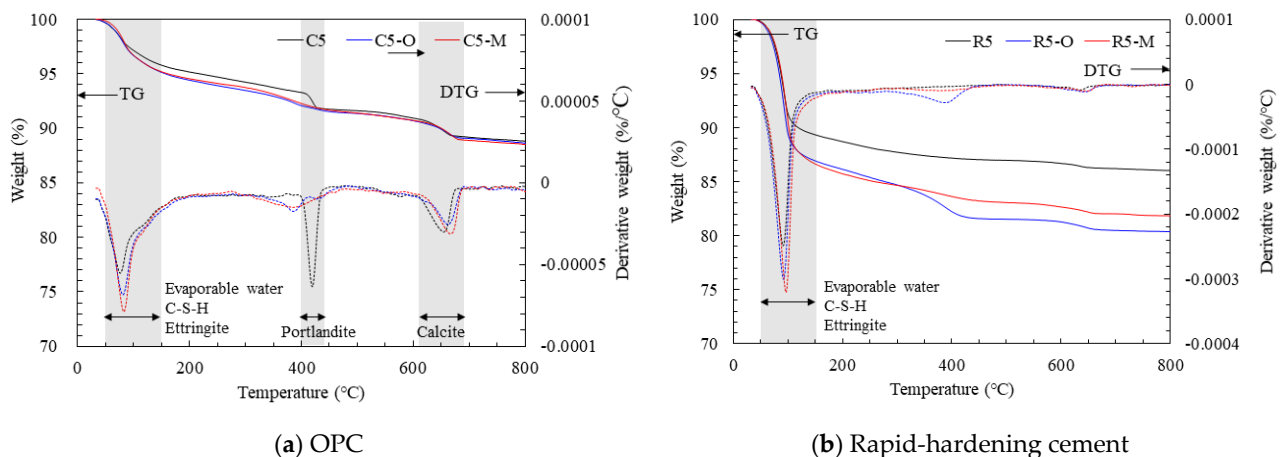 100
95
90
85
80
75
70
Weight (%)
0
200
400
600
800
Temperature (°C)
0.0001
0.00005
0
-0.00005
-0.0001
Derivative weight (%/°C)
C5
C5-O
C5-M
TG
DTG
Evaporable water
C-S-H
Ettringite
Portlandite
Calcite
(a) OPC
100
95
90
85
80
75
70
Weight (%)
0
200
400
600
800
Temperature (°C)
0.0001
0
-0.0001
-0.0002
-0.0003
-0.0004
Derivative weight (%/°C)
TG
R5
R5-O
R5-M
DTG
Evaporable water
C-S-H
Ettringite
(b) Rapid-hardening cement